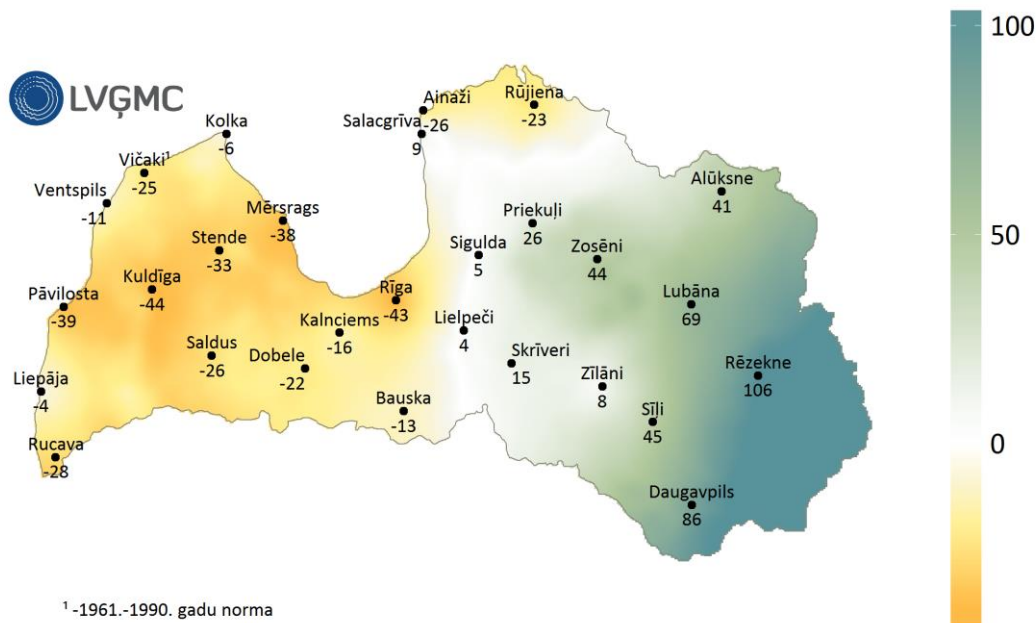 LVĢMC
Kolka
-6
Vičaki¹
-25
Ventspils
-11
Mērsrags
-38
Stende
-33
Kuldīga
-44
Pāvilosta
-39
Saldus
-26
Dobele
-22
Kalnciems
-16
Rīga
-43
Liepāja
-4
Rucava
-28
Bauska
-13
Ainaži
-26
Salacgrīva
9
Rūjiena
-23
Alūksne
41
Priekuļi
26
Sigulda
5
Zosēni
44
Lubāna
69
Lielpeči
4
Skrīveri
15
Zīlāni
8
Rēzekne
106
Sīļi
45
Daugavpils
86
100
50
0
¹ -1961.-1990. gadu norma